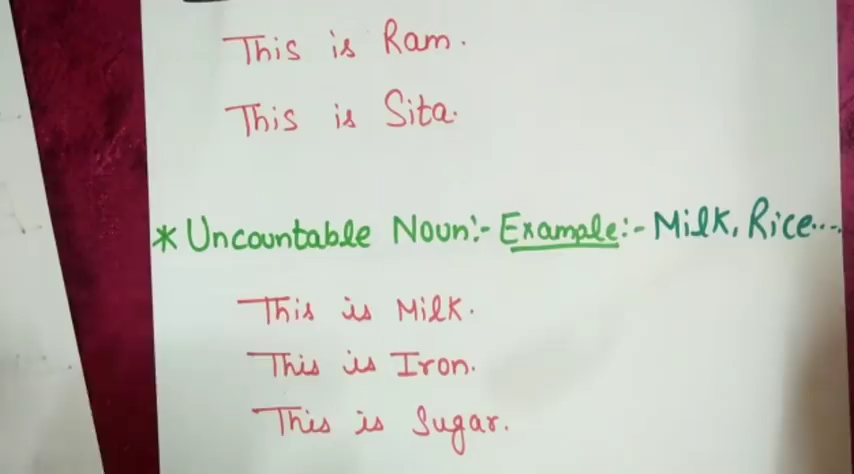 This is Ram.
This is Sita.
* Uncountable Noun:- Example:- Milk, Rice....
This is Milk.
This is Iron.
This is Sugar.